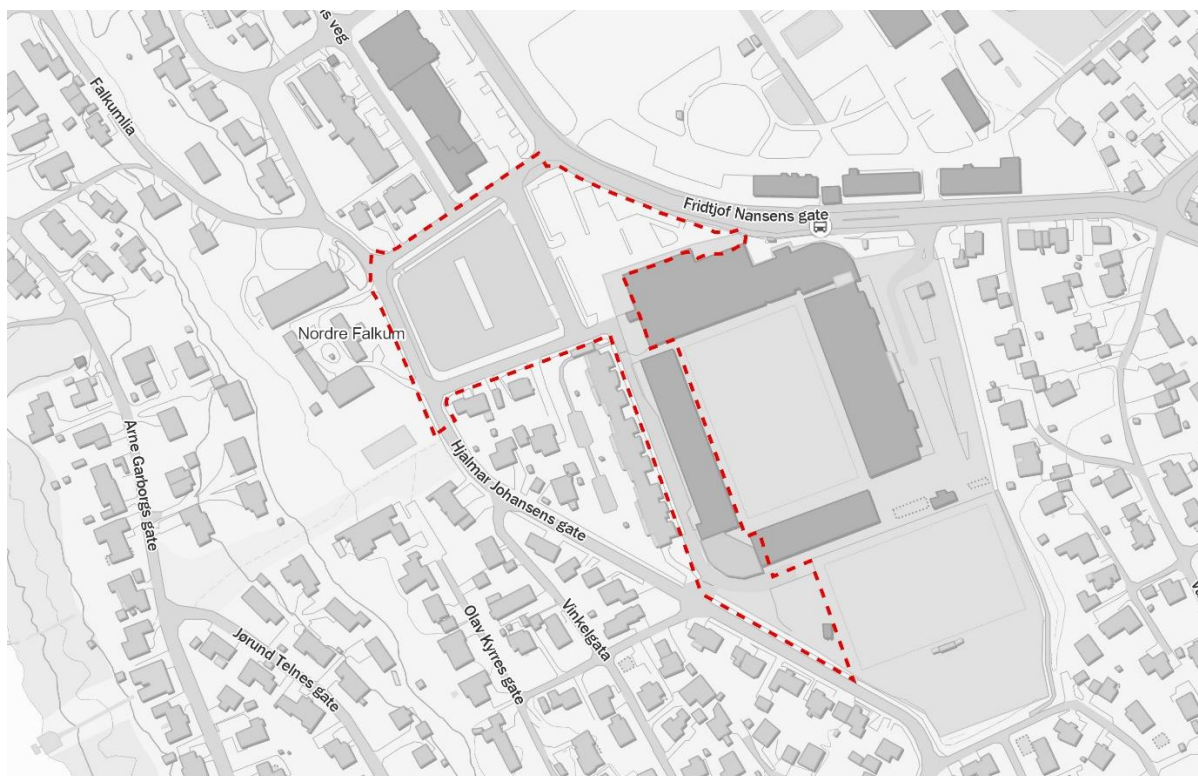 s veg
Falkumlia
Fridtjof Nansens gate
Nordre Falkum
Arne Garborgs gate
Hjalmar Johansens gate
Vinkelgata
Olav Kyrres gate
Jørund Telnes gate